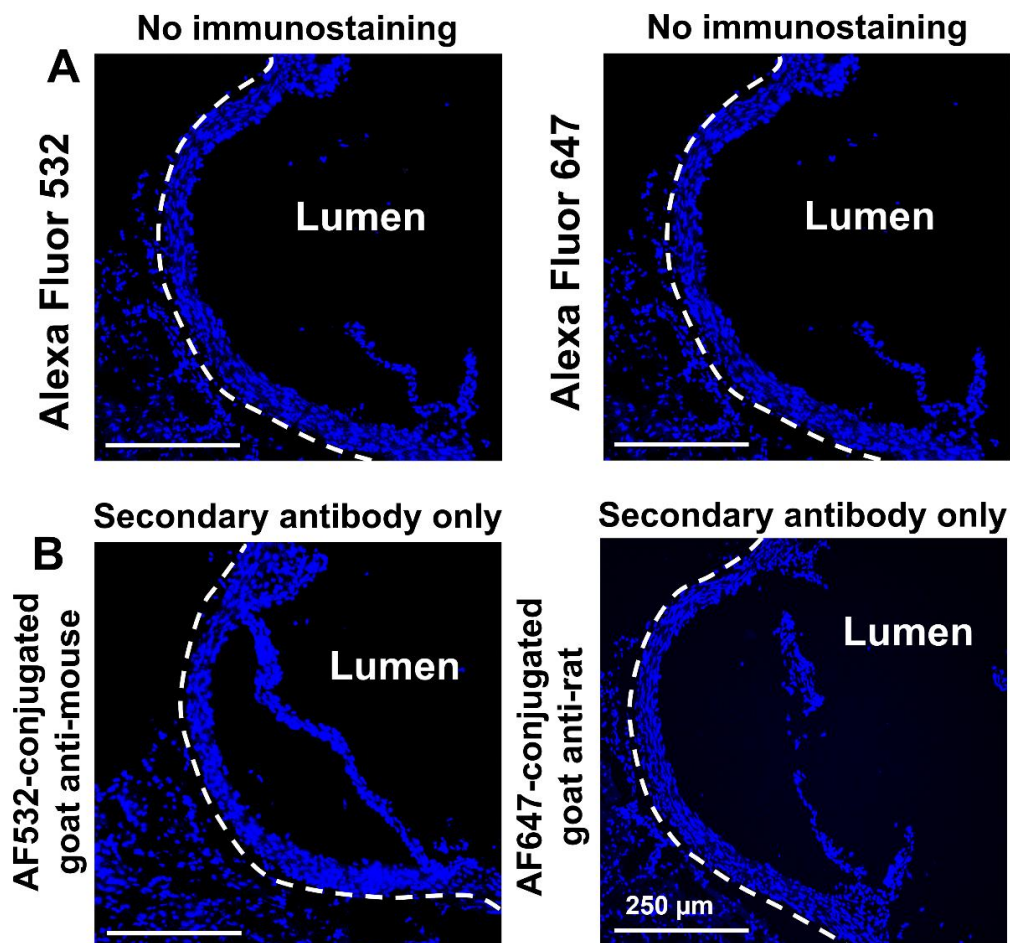 No immunostaining
No immunostaining
A
Alexa Fluor 532
Lumen
Alexa Fluor 647
Lumen
Secondary antibody only
Secondary antibody only
B
AF532-conjugated
goat anti-mouse
Lumen
AF647-conjugated
goat anti-rat
Lumen
250 µm